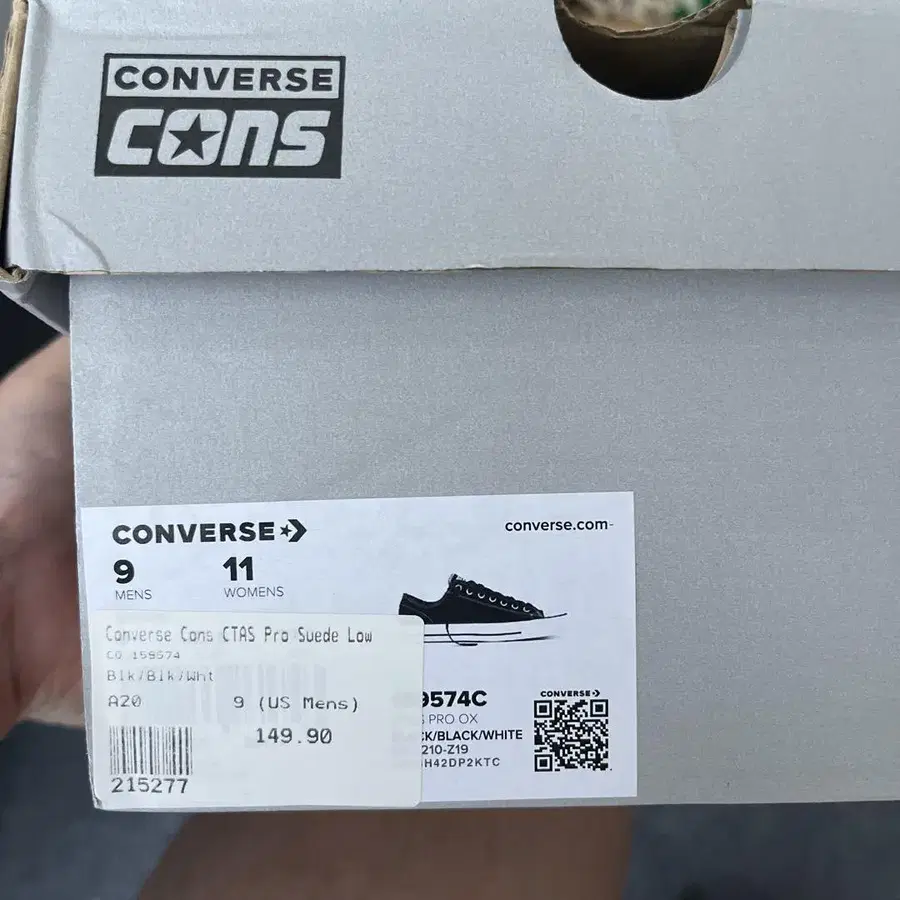 CONVERSE
CONS
CONVERSE
converse.com
9
11
MENS
WOMENS
Converse Cons CTAS Pro Suede Low
CO 159574
Blk/Blk/Wht
A20
9 (US Mens)
149.90
215277
9574C
PRO OX
CK/BLACK/WHITE
210-Z19
H42DP2KTC
CONVERSE